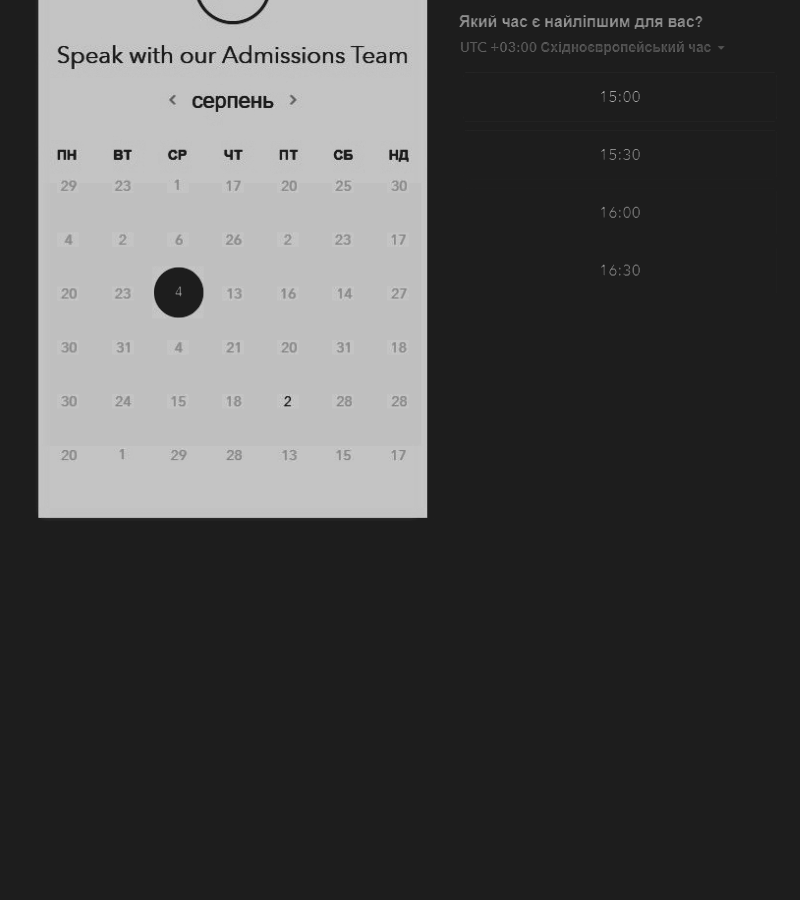 Speak with our Admissions Team
серпень
ПН ВТ СР ЧТ ПТ СБ НД
29 23 1 17 20 25 30
4 2 6 26 2 23 17
20 23 4 13 16 14 27
30 31 4 21 20 31 18
30 24 15 18 2 28 28
20 1 29 28 13 15 17
Який час є найліпшим для вас?
UTC +03:00 Східноєвропейський час
15:00
15:30
16:00
16:30